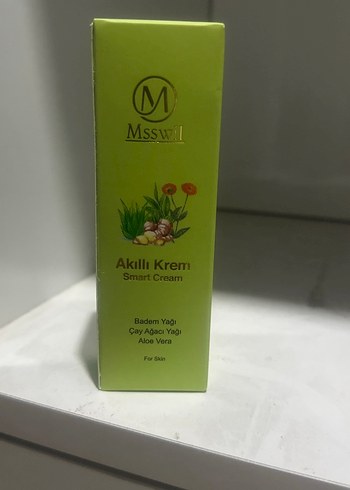 M
Msswil
Akıllı Krem
Smart Cream
Badem Yağı
Çay Ağacı Yağı
Aloe Vera
For Skin